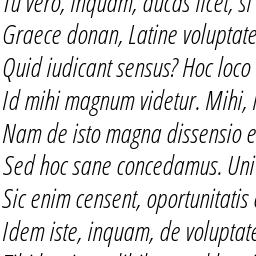 Tu vero, inquam, ducas licet, si
Graece donan, Latine voluptate
Quid iudicant sensus? Hoc loco
Id mihi magnum videtur. Mihi,
Nam de isto magna dissensio e
Sed hoc sane concedamus. Uni
Sic enim censent, oportunitatis
Idem iste, inquam, de voluptate